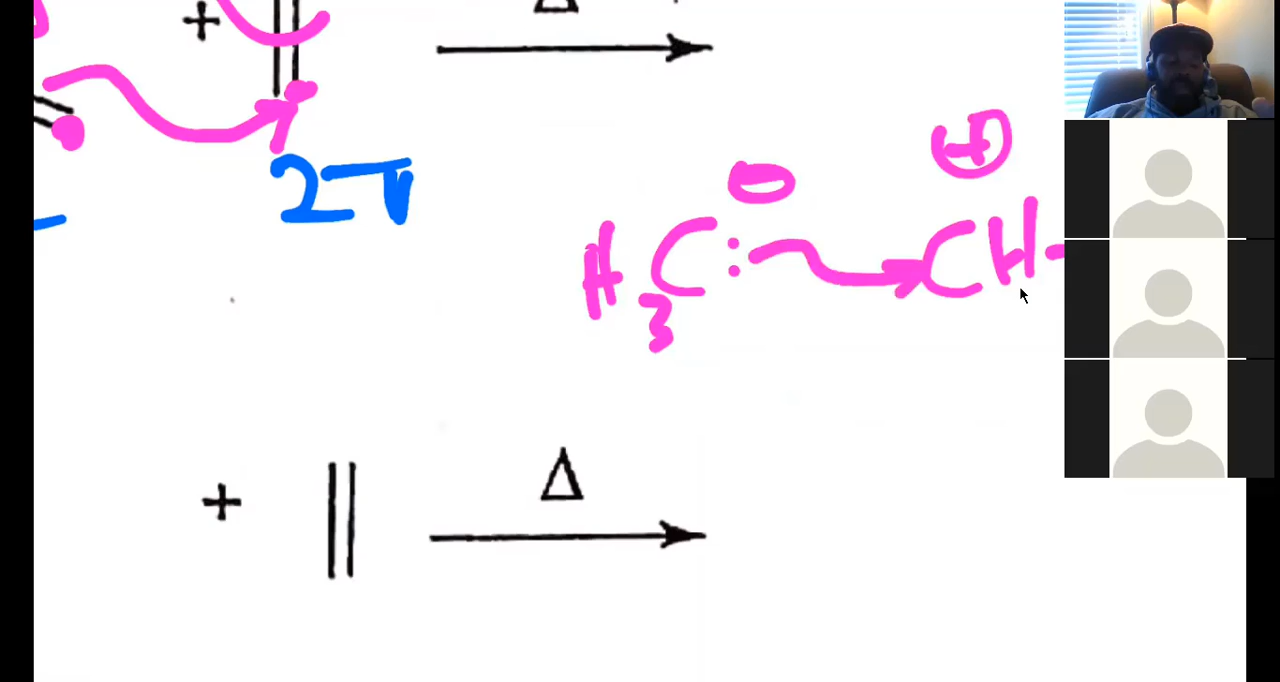 + Δ
2π
⊖ ⊕
H3C: CH-
+ Δ